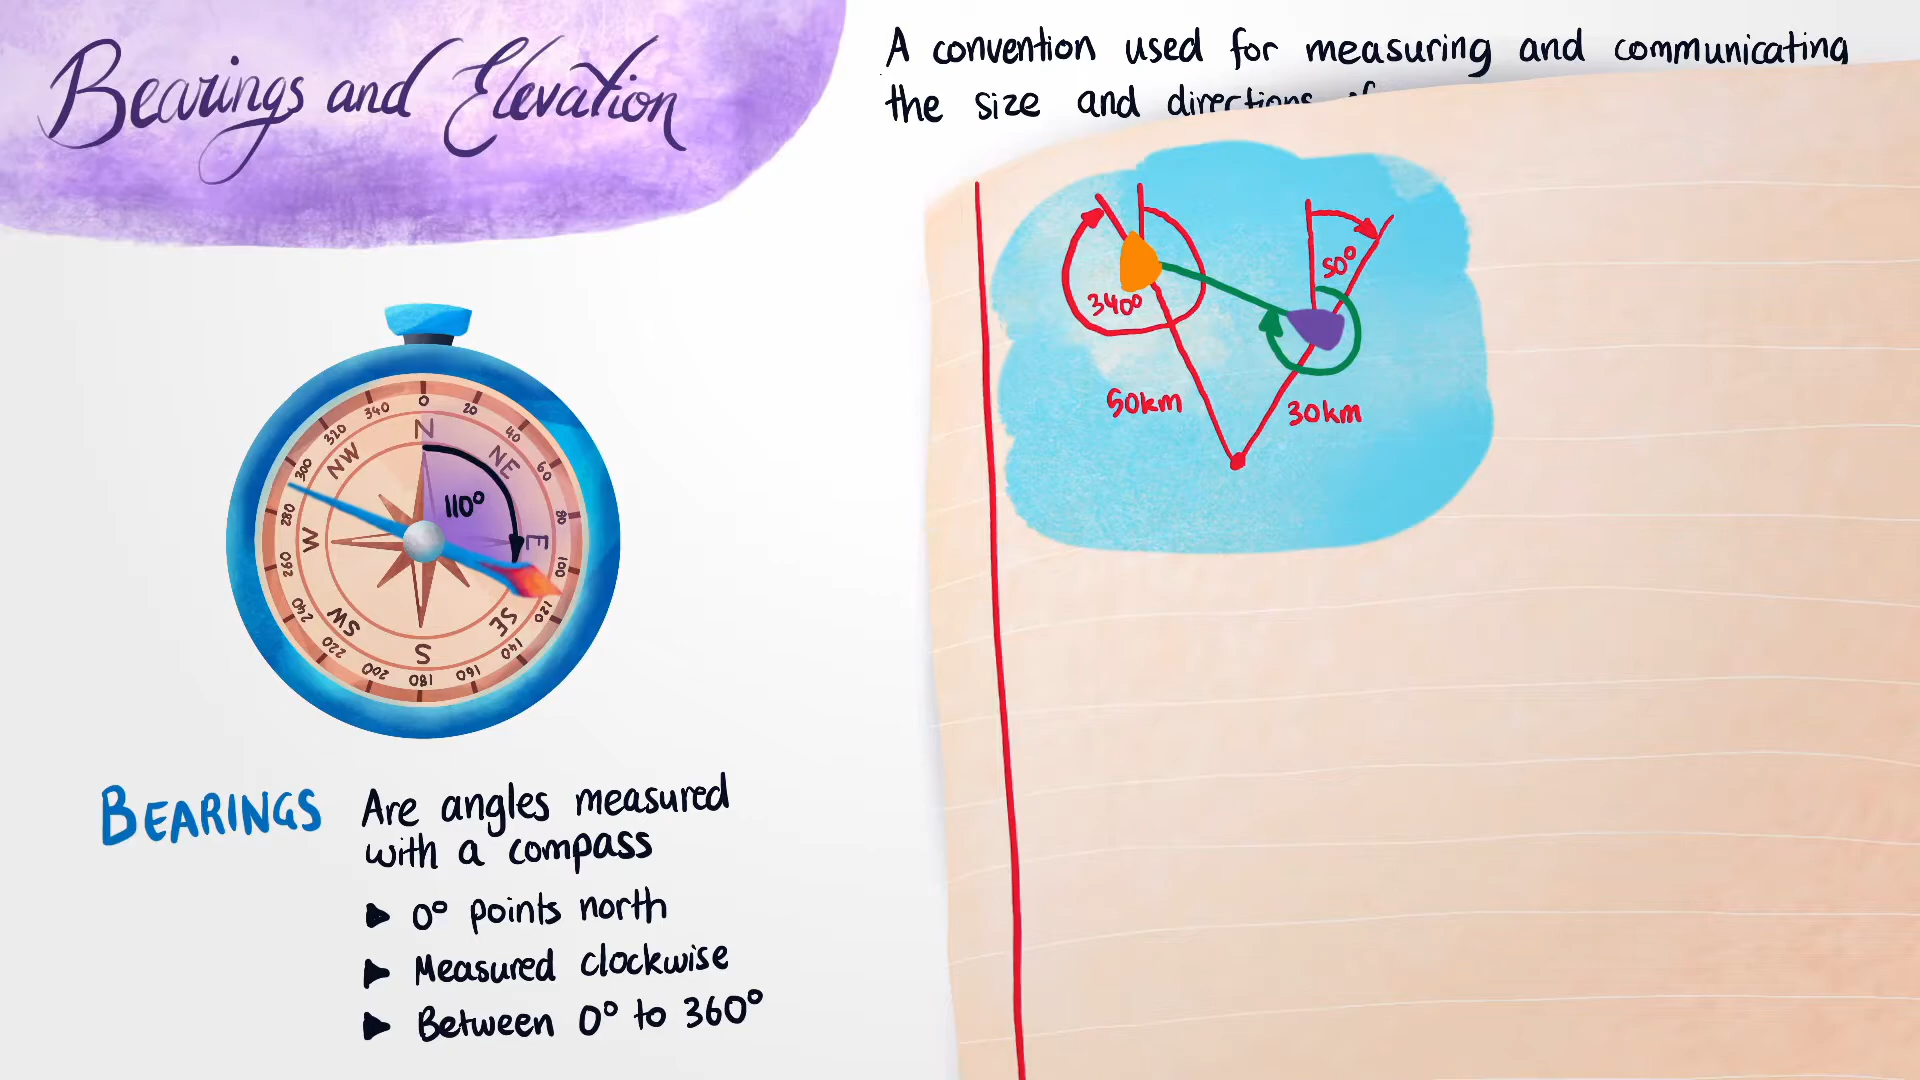 Bearings and Elevation
A convention used for measuring and communicating
the size and directions of
340°
50°
50km
30km
0
20
40
60
80
100
120
140
160
180
200
220
240
260
280
300
320
340
N
NE
E
SE
S
SW
W
NW
110°
BEARINGS
Are angles measured
with a compass
0° points north
Measured clockwise
Between 0° to 360°